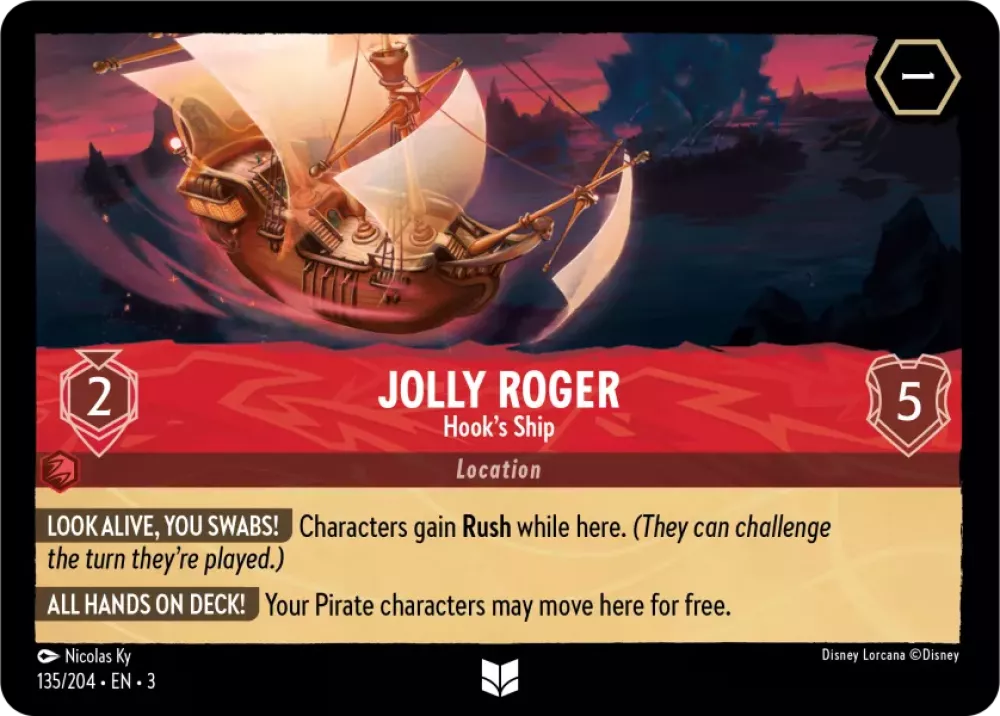 1
2
JOLLY ROGER
5
Hook's Ship
Location
LOOK ALIVE, YOU SWABS! Characters gain Rush while here. (They can challenge
the turn they're played.)
ALL HANDS ON DECK! Your Pirate characters may move here for free.
Nicolas Ky
Disney Lorcana ©Disney
135/204 • EN • 3